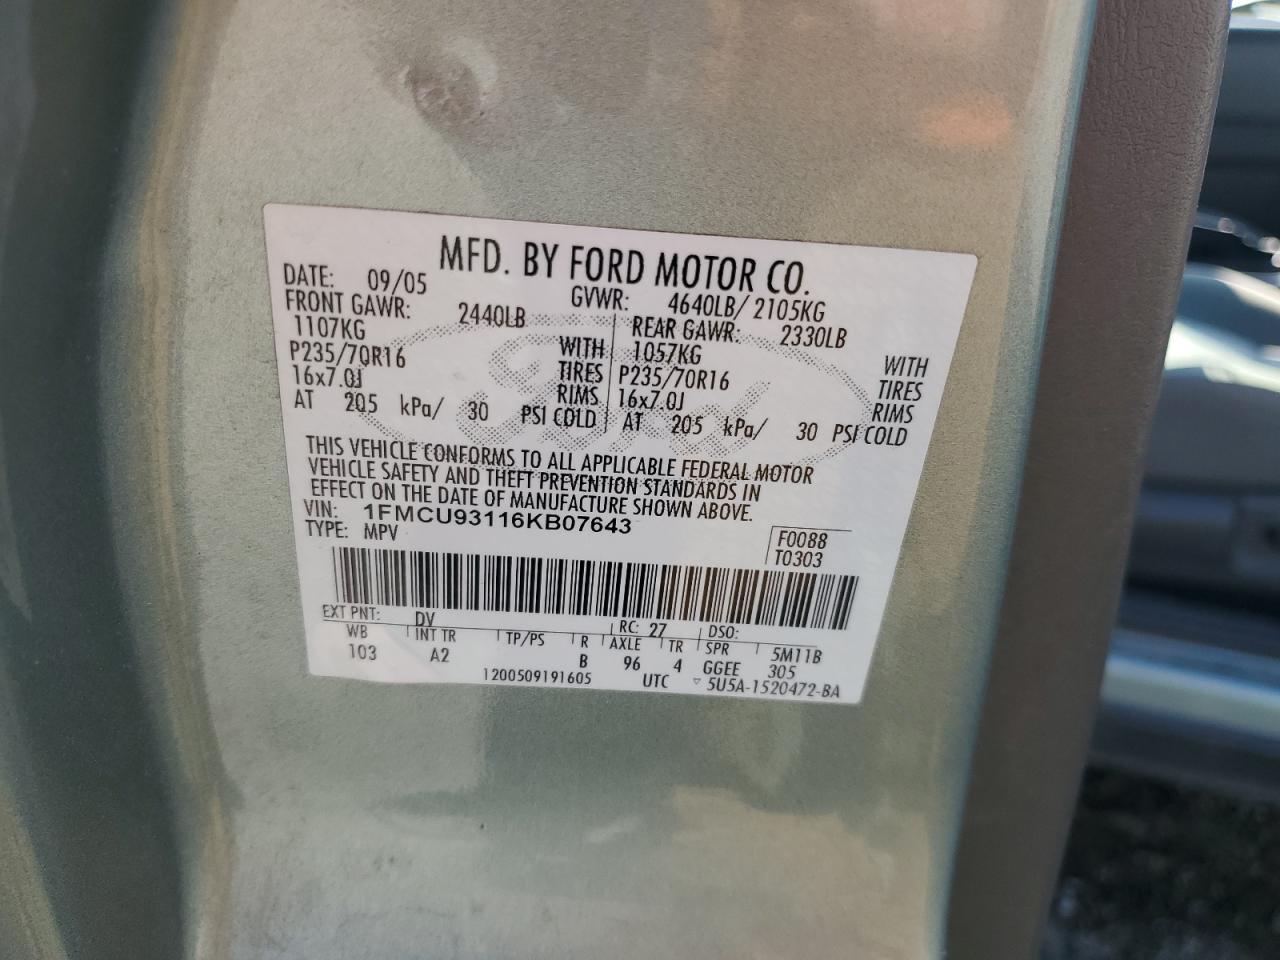 MFD. BY FORD MOTOR CO.
DATE: 09/05 GVWR: 4640LB/ 2105KG
FRONT GAWR: 2440LB REAR GAWR: 2330LB
1107KG WITH 1057KG WITH
P235/70R16 TIRES P235/70R16 TIRES
16x7.0J RIMS 16x7.0J RIMS
AT 205 kPa/ 30 PSI COLD AT 205 kPa/ 30 PSI COLD
THIS VEHICLE CONFORMS TO ALL APPLICABLE FEDERAL MOTOR
VEHICLE SAFETY AND THEFT PREVENTION STANDARDS IN
EFFECT ON THE DATE OF MANUFACTURE SHOWN ABOVE.
VIN: 1FMCU93116KB07643
TYPE: MPV
F0088
T0303
EXT PNT: DV RC: 27 DSO:
WB INT TR TP/PS R AXLE TR SPR 5M11B
103 A2 B 96 4 GGEE 305
1200509191605 UTC ▽ 5U5A-1520472-BA
Ford